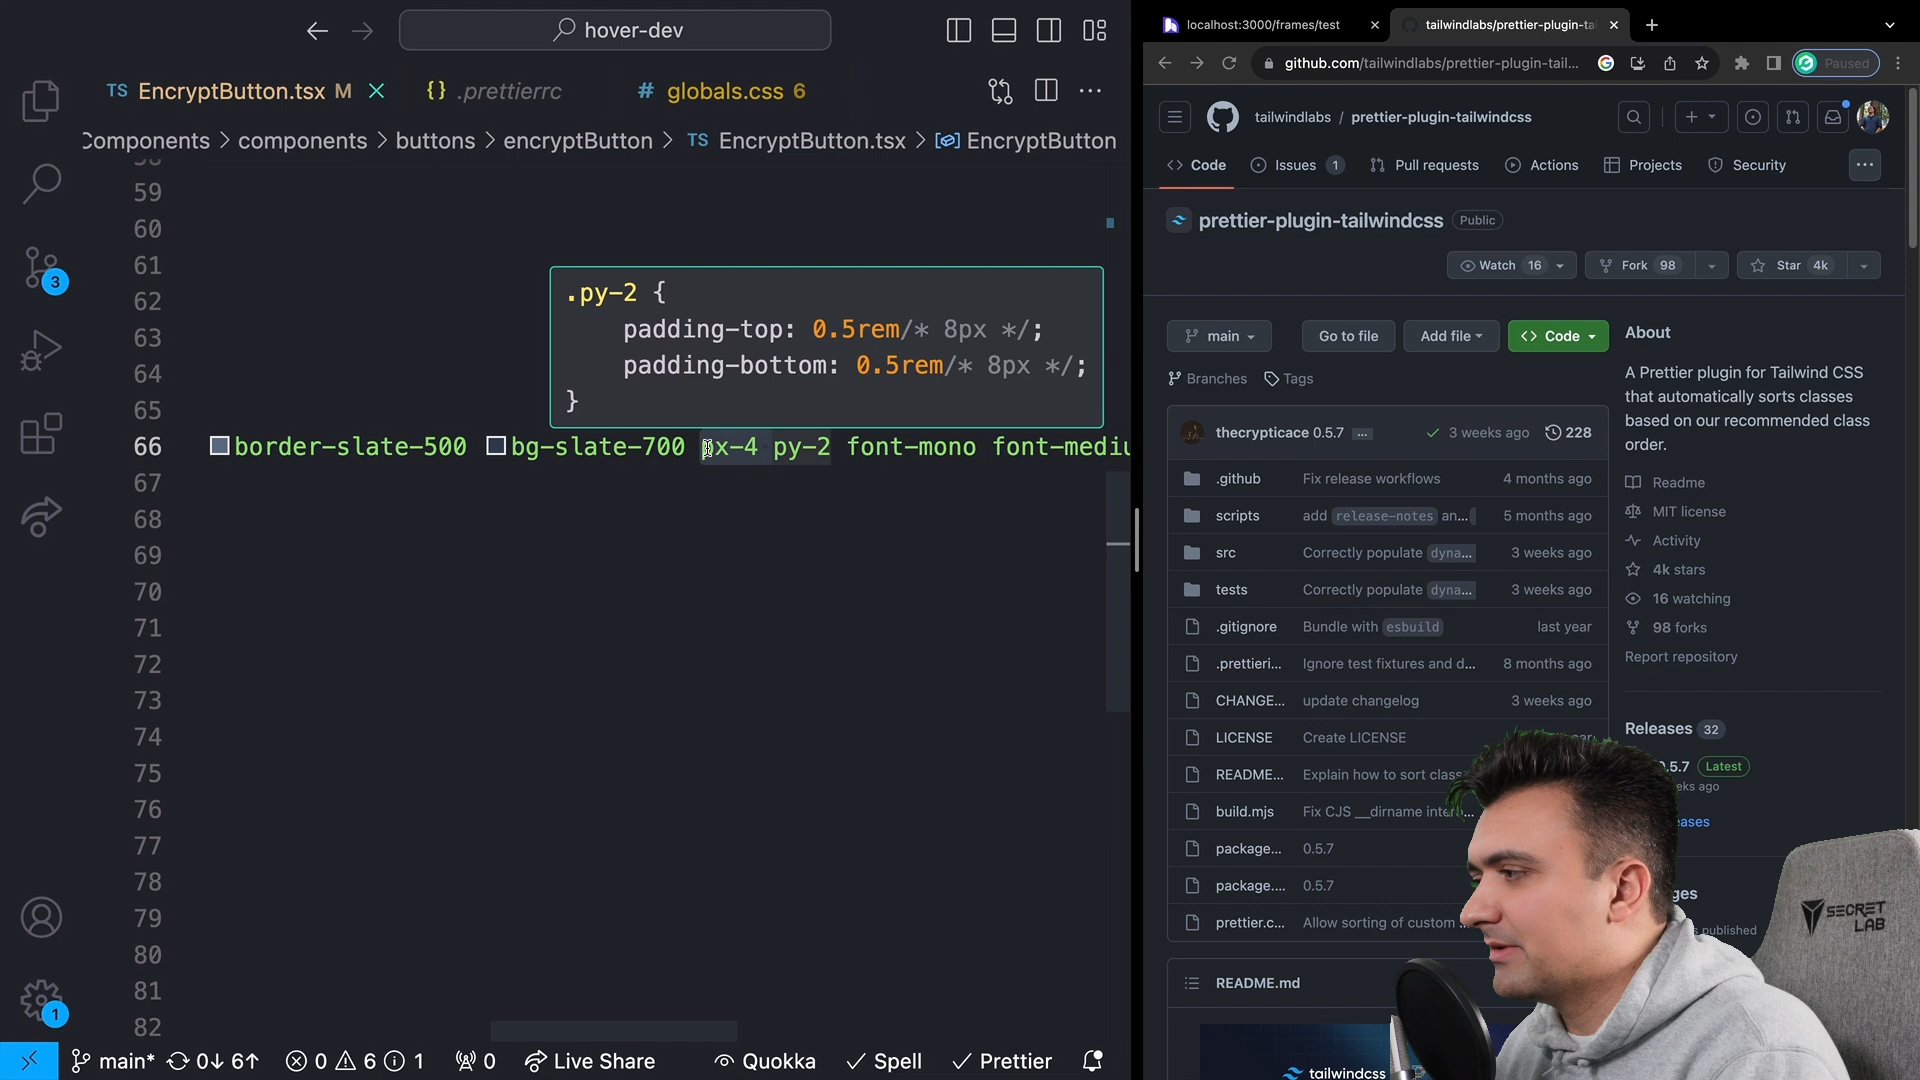 hover-dev
TS EncryptButton.tsx M
{} .prettierrc
# globals.css 6
Components > components > buttons > encryptButton > TS EncryptButton.tsx > EncryptButton
59
60
61
62
63
64
65
66
67
68
69
70
71
72
73
74
75
76
77
78
79
80
81
82
.py-2 {
padding-top: 0.5rem/* 8px */;
padding-bottom: 0.5rem/* 8px */;
}
border-slate-500 bg-slate-700 px-4 py-2 font-mono font-mediu
3
1
main* 0↓ 6↑ 0 6 1 0 Live Share Quokka Spell Prettier
localhost:3000/frames/test
tailwindlabs/prettier-plugin-tai
github.com/tailwindlabs/prettier-plugin-tail...
Paused
tailwindlabs / prettier-plugin-tailwindcss
Code Issues 1 Pull requests Actions Projects Security
prettier-plugin-tailwindcss Public
Watch 16 Fork 98 Star 4k
main Go to file Add file Code
Branches Tags
thecrypticace 0.5.7 ... 3 weeks ago 228
.github Fix release workflows 4 months ago
scripts add release-notes an... 5 months ago
src Correctly populate dyna... 3 weeks ago
tests Correctly populate dyna... 3 weeks ago
.gitignore Bundle with esbuild last year
.prettieri... Ignore test fixtures and d... 8 months ago
CHANGE... update changelog 3 weeks ago
LICENSE Create LICENSE
README... Explain how to sort class
build.mjs Fix CJS __dirname inter...
package... 0.5.7
package.... 0.5.7
prettier.c... Allow sorting of custom ...
README.md
tailwindcss
About
A Prettier plugin for Tailwind CSS
that automatically sorts classes
based on our recommended class
order.
Readme
MIT license
Activity
4k stars
16 watching
98 forks
Report repository
Releases 32
0.5.7 Latest
eks ago
eases
ges
s published
SECRET
LAB